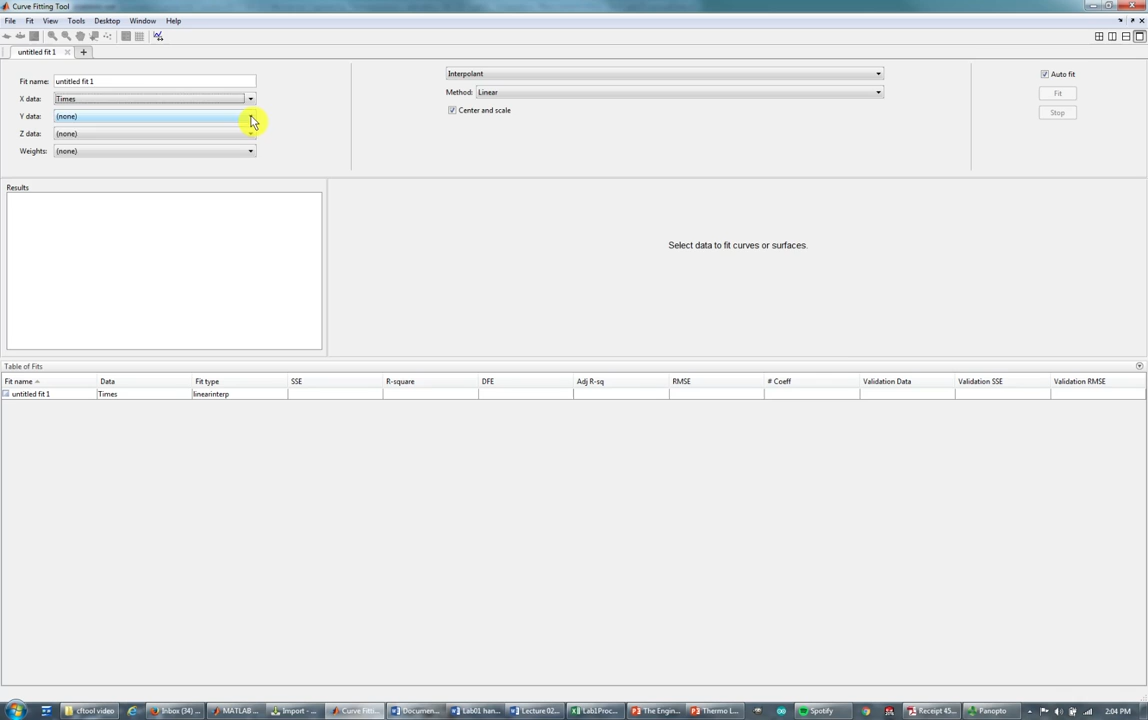 Curve Fitting Tool
File Fit View Tools Desktop Window Help
untitled fit 1
Fit name: untitled fit 1
X data: Times
Y data: (none)
Z data: (none)
Weights: (none)
Interpolant
Method: Linear
Center and scale
Auto fit
Fit
Stop
Results
Select data to fit curves or surfaces.
Table of Fits
Fit name Data Fit type SSE R-square DFE Adj R-sq RMSE # Coeff Validation Data Validation SSE Validation RMSE
untitled fit 1 Times linearinterp
cftool video Inbox (34) ... MATLAB ... Import - ... Curve Fitti... Documen... Lab01 han... Lecture 02... Lab1Proc... The Engin... Thermo L... Spotify Receipt 45... Panopto 2:04 PM